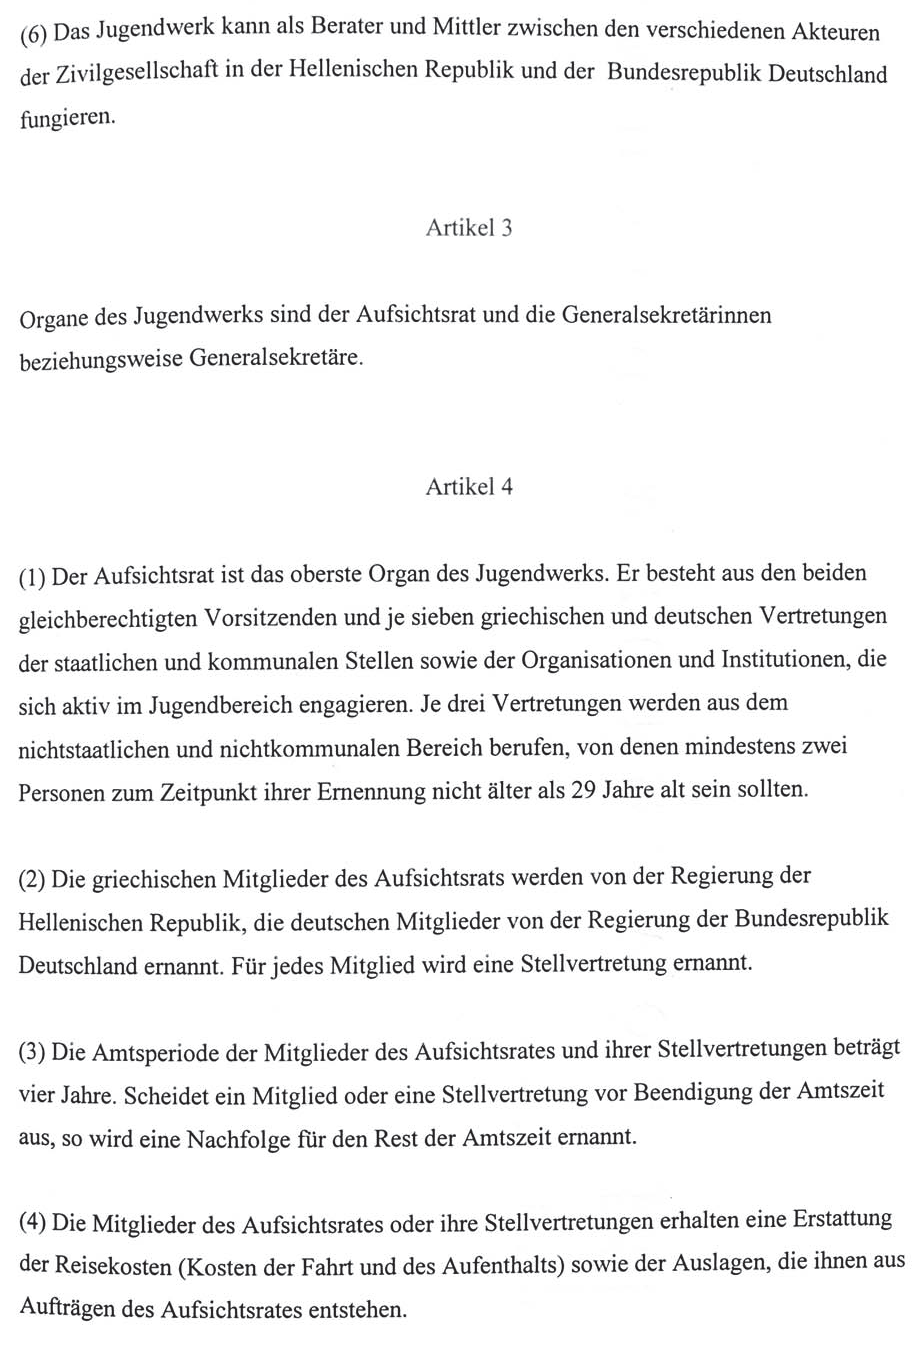 (6) Das Jugendwerk kann als Berater und Mittler zwischen den verschiedenen Akteuren
der Zivilgesellschaft in der Hellenischen Republik und der Bundesrepublik Deutschland
fungieren.
Artikel 3
Organe des Jugendwerks sind der Aufsichtsrat und die Generalsekretärinnen
beziehungsweise Generalsekretäre.
Artikel 4
(1) Der Aufsichtsrat ist das oberste Organ des Jugendwerks. Er besteht aus den beiden
gleichberechtigten Vorsitzenden und je sieben griechischen und deutschen Vertretungen
der staatlichen und kommunalen Stellen sowie der Organisationen und Institutionen, die
sich aktiv im Jugendbereich engagieren. Je drei Vertretungen werden aus dem
nichtstaatlichen und nichtkommunalen Bereich berufen, von denen mindestens zwei
Personen zum Zeitpunkt ihrer Ernennung nicht älter als 29 Jahre alt sein sollten.
(2) Die griechischen Mitglieder des Aufsichtsrats werden von der Regierung der
Hellenischen Republik, die deutschen Mitglieder von der Regierung der Bundesrepublik
Deutschland ernannt. Für jedes Mitglied wird eine Stellvertretung ernannt.
(3) Die Amtsperiode der Mitglieder des Aufsichtsrates und ihrer Stellvertretungen beträgt
vier Jahre. Scheidet ein Mitglied oder eine Stellvertretung vor Beendigung der Amtszeit
aus, so wird eine Nachfolge für den Rest der Amtszeit ernannt.
(4) Die Mitglieder des Aufsichtsrates oder ihre Stellvertretungen erhalten eine Erstattung
der Reisekosten (Kosten der Fahrt und des Aufenthalts) sowie der Auslagen, die ihnen aus
Aufträgen des Aufsichtsrates entstehen.